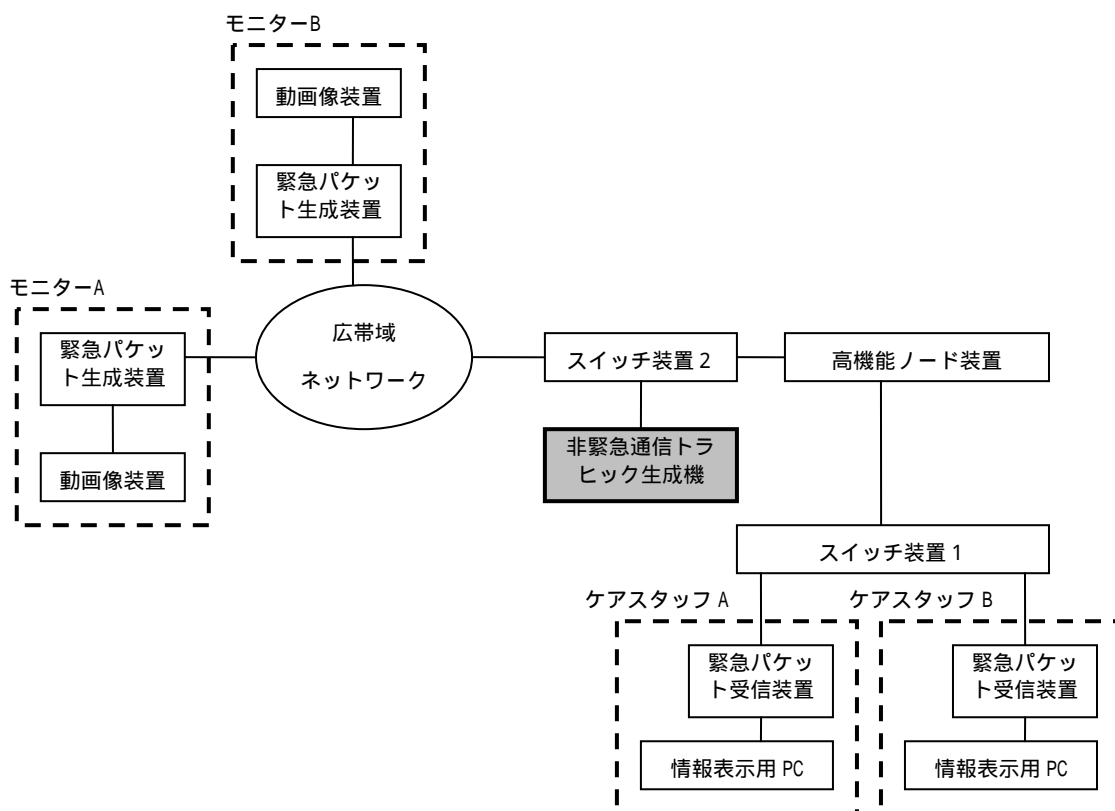 モニターB
動画像装置
緊急パケッ
ト生成装置
モニターA
緊急パケッ
ト生成装置
動画像装置
広帯域
ネットワーク
スイッチ装置2
高機能ノード装置
非緊急通信トラ
ヒック生成機
スイッチ装置1
ケアスタッフA
ケアスタッフB
緊急パケッ
ト受信装置
緊急パケッ
ト受信装置
情報表示用PC
情報表示用PC